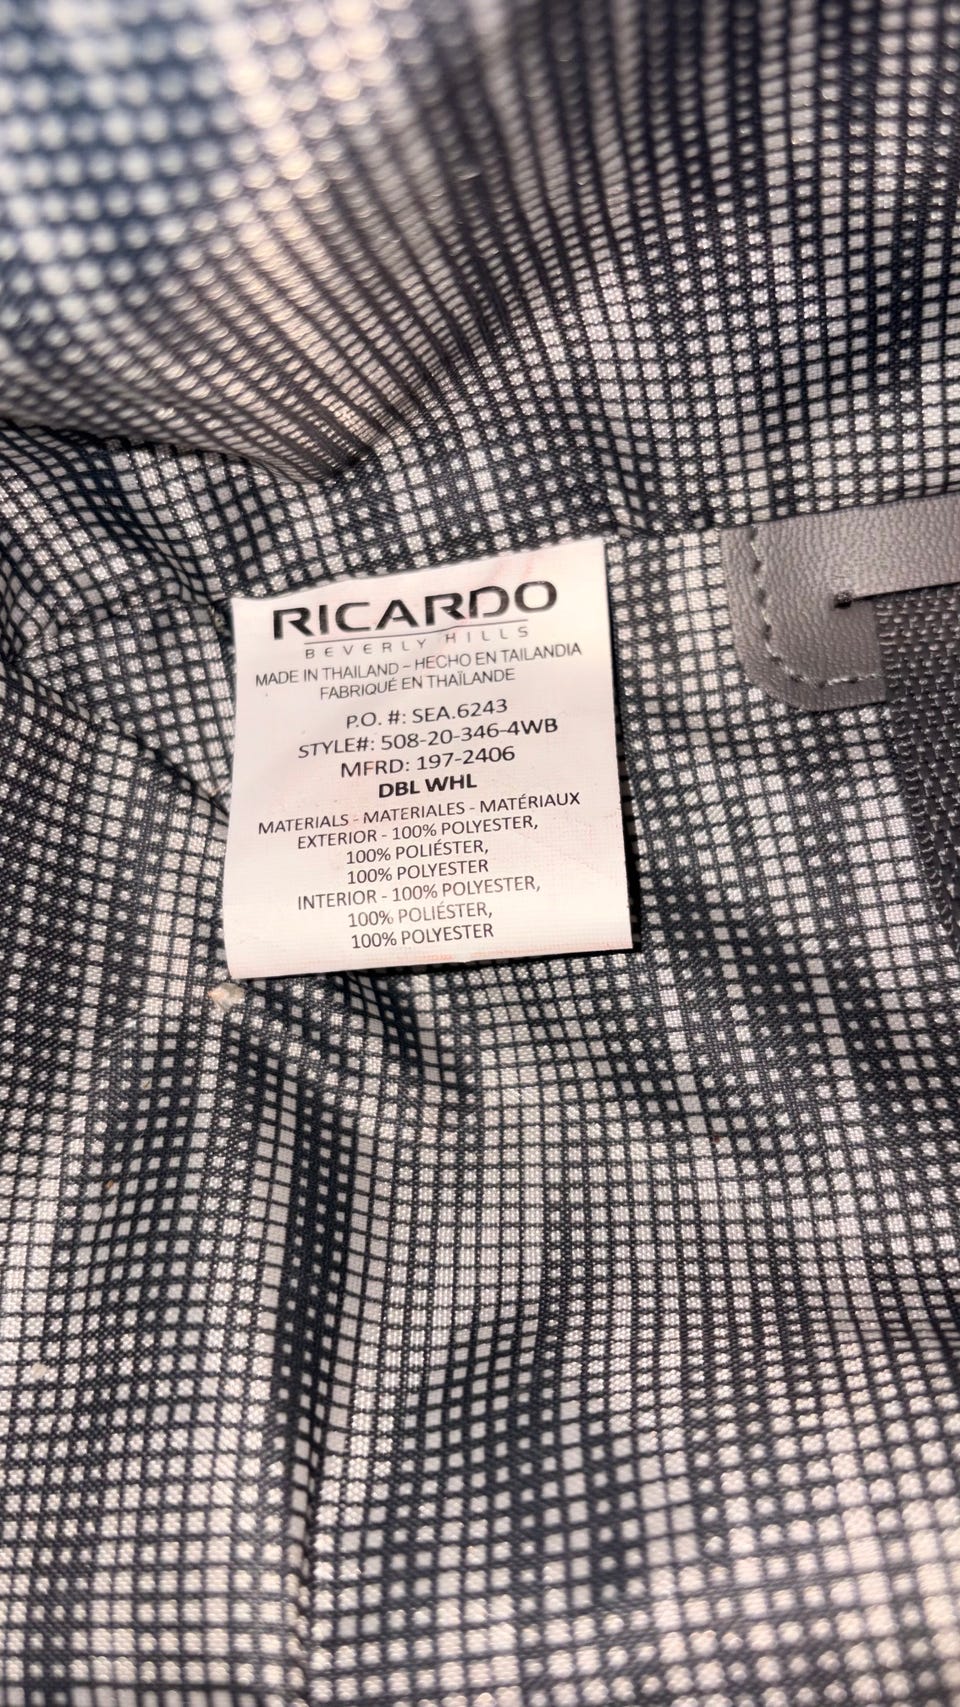 RICARDO
BEVERLY HILLS
MADE IN THAILAND - HECHO EN TAILANDIA
FABRIQUÉ EN THAÏLANDE
P.O. #: SEA.6243
STYLE#: 508-20-346-4WB
MFRD: 197-2406
DBL WHL
MATERIALS - MATERIALES - MATÉRIAUX
EXTERIOR - 100% POLYESTER,
100% POLIÉSTER,
100% POLYESTER
INTERIOR - 100% POLYESTER,
100% POLIÉSTER,
100% POLYESTER